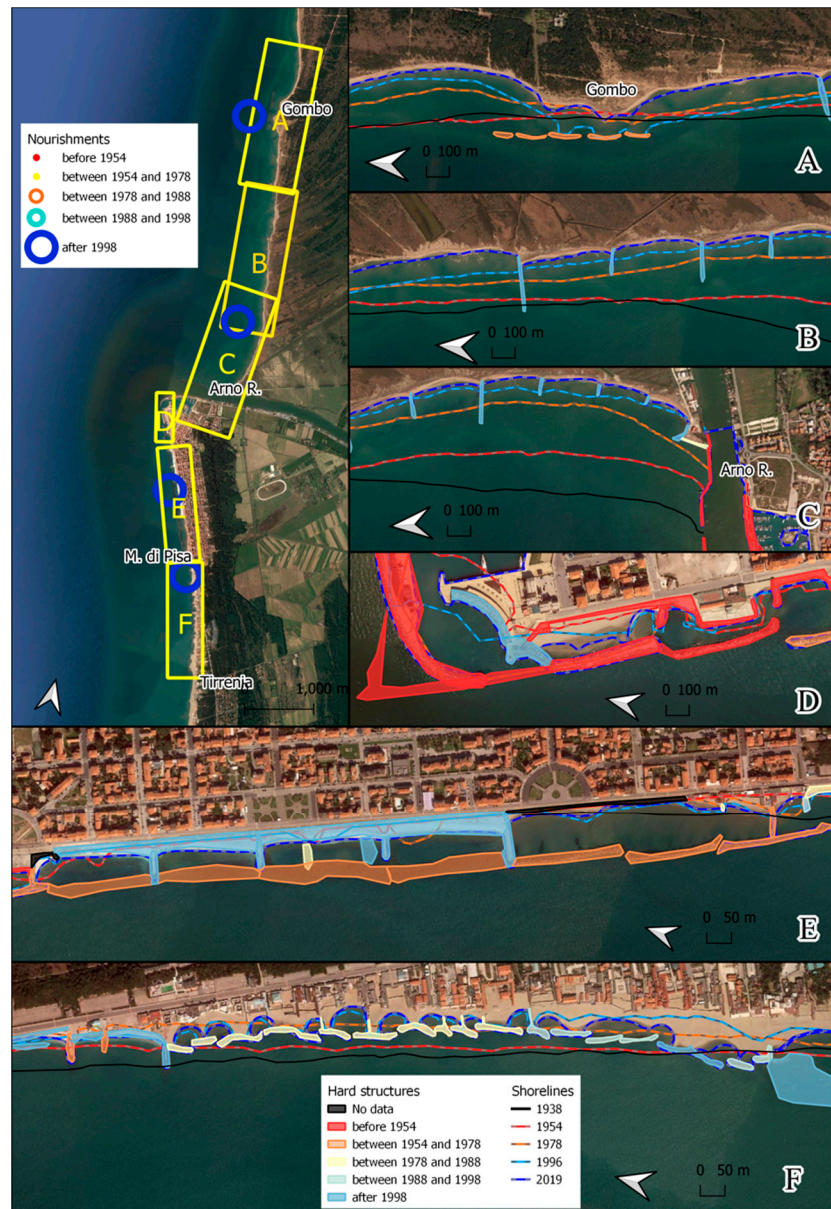 Gombo
A
Nourishments
before 1954
between 1954 and 1978
between 1978 and 1988
between 1988 and 1998
after 1998
B
C
Arno R.
D
E
M. di Pisa
F
Tirrenia
1,000 m
Gombo
0 100 m
A
0 100 m
B
Arno R.
0 100 m
C
0 100 m
D
0 50 m
E
Hard structures
No data
before 1954
between 1954 and 1978
between 1978 and 1988
between 1988 and 1998
after 1998
Shorelines
1938
1954
1978
1996
2019
0 50 m
F